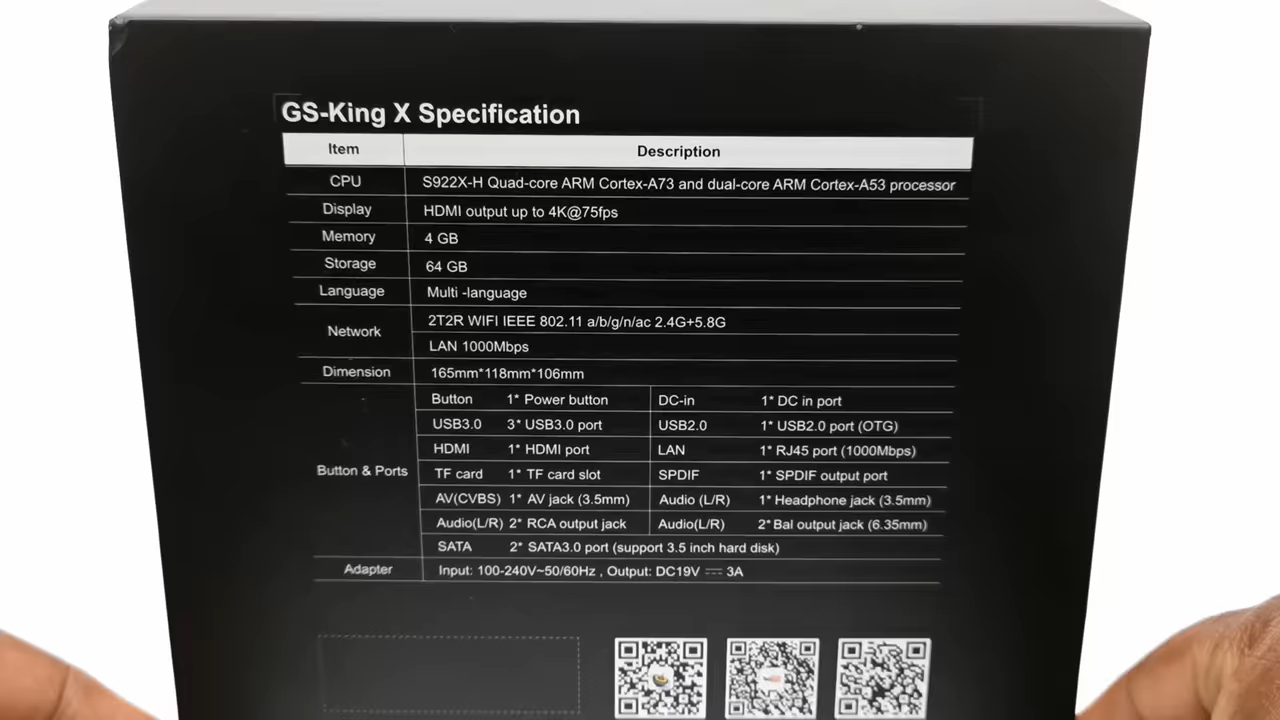 GS-King X Specification
Item Description
CPU S922X-H Quad-core ARM Cortex-A73 and dual-core ARM Cortex-A53 processor
Display HDMI output up to 4K@75fps
Memory 4 GB
Storage 64 GB
Language Multi -language
Network 2T2R WIFI IEEE 802.11 a/b/g/n/ac 2.4G+5.8G
LAN 1000Mbps
Dimension 165mm*118mm*106mm
Button & Ports
Button 1* Power button DC-in 1* DC in port
USB3.0 3* USB3.0 port USB2.0 1* USB2.0 port (OTG)
HDMI 1* HDMI port LAN 1* RJ45 port (1000Mbps)
TF card 1* TF card slot SPDIF 1* SPDIF output port
AV(CVBS) 1* AV jack (3.5mm) Audio (L/R) 1* Headphone jack (3.5mm)
Audio(L/R) 2* RCA output jack Audio(L/R) 2* Bal output jack (6.35mm)
SATA 2* SATA3.0 port (support 3.5 inch hard disk)
Adapter Input: 100-240V~50/60Hz , Output: DC19V ⎓ 3A